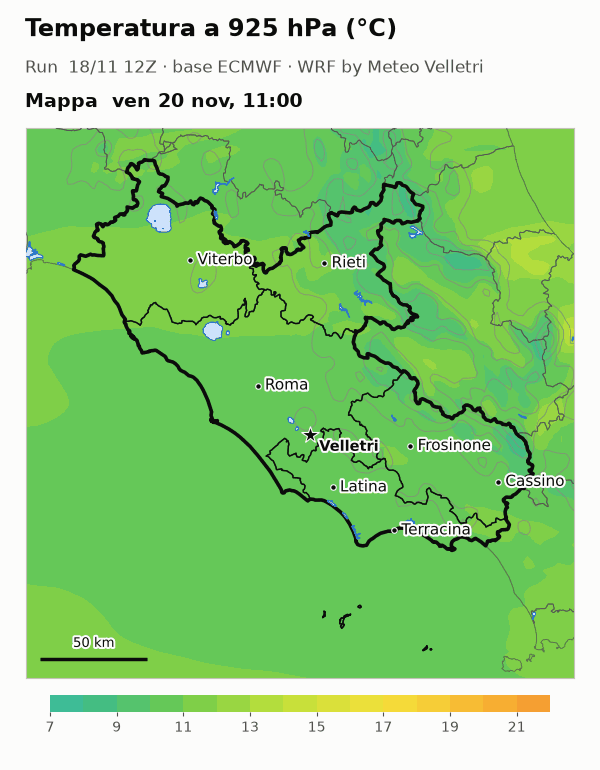 Temperatura a 925 hPa (°C)
Run  18/11 12Z · base ECMWF · WRF by Meteo Velletri
Mappa  ven 20 nov, 11:00
Viterbo
Rieti
Roma
Velletri
Frosinone
Cassino
Latina
Terracina
50 km
7 9 11 13 15 17 19 21